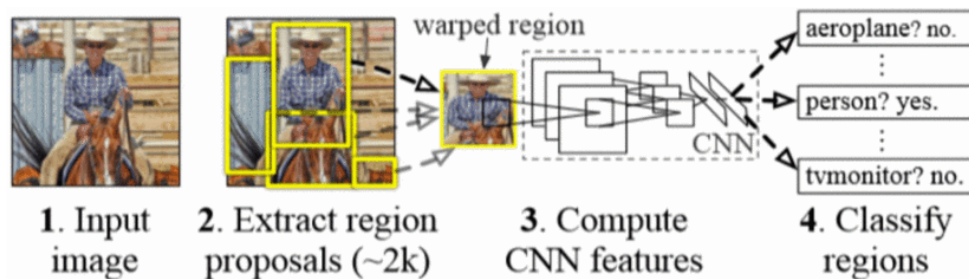 warped region
aeroplane? no.
person? yes.
CNN
tvmonitor? no.
1. Input
image
2. Extract region
proposals (~2k)
3. Compute
CNN features
4. Classify
regions